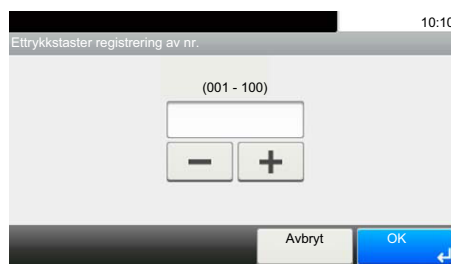 10:10
Ettrykkstaster registrering av nr.
(001 - 100)
Avbryt
OK